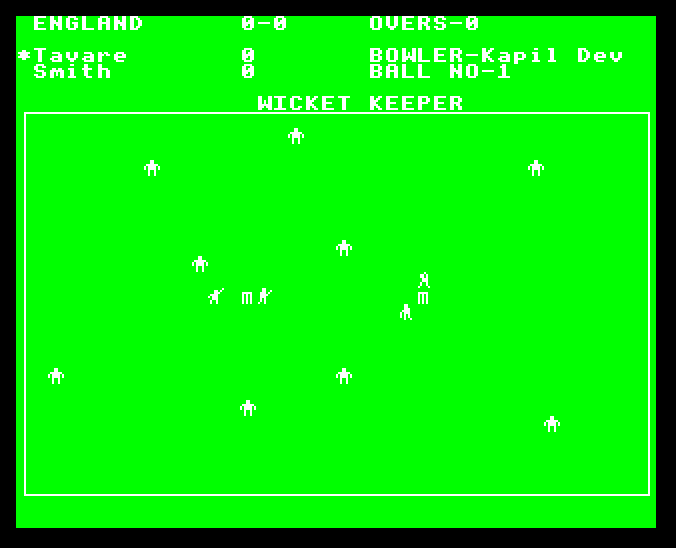 ENGLAND 0-0 OVERS-0
*Tavare 0 BOWLER-Kapil Dev
Smith 0 BALL NO-1
WICKET KEEPER